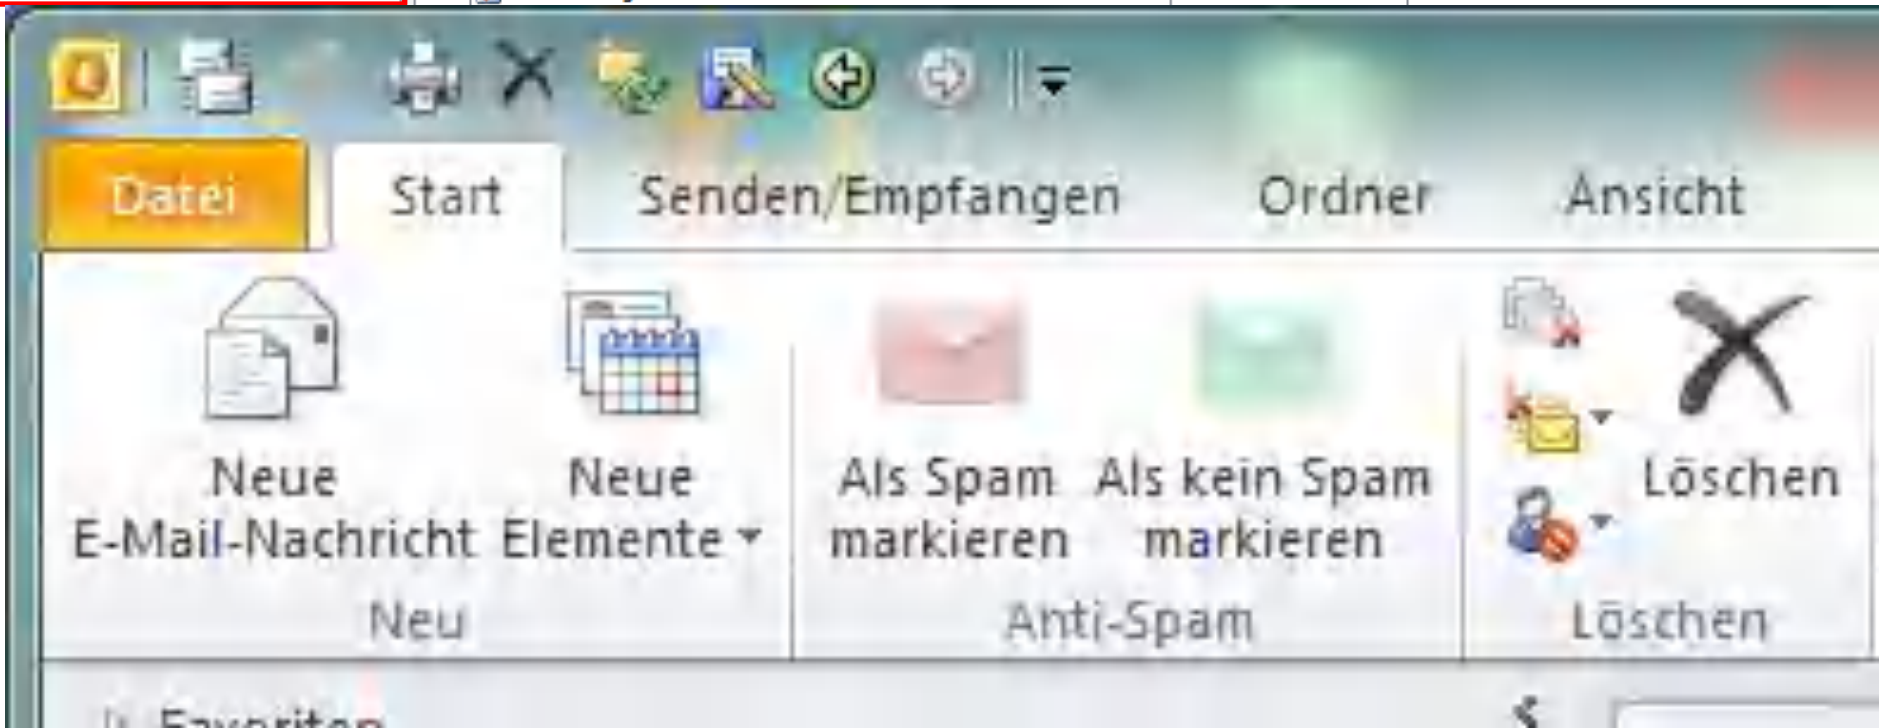 Datei Start Senden/Empfangen Ordner Ansicht
Neue E-Mail-Nachricht
Neue Elemente
Als Spam markieren
Als kein Spam markieren
Löschen
Neu Anti-Spam Löschen
Favoriten